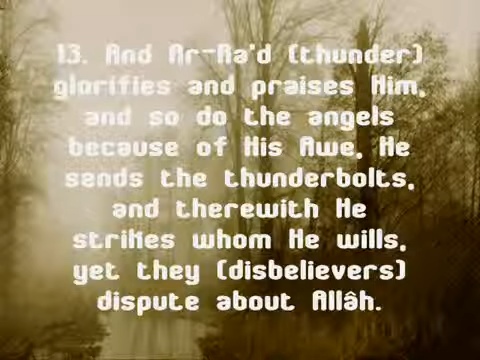 13. And Ar-Ra'd (thunder)
glorifies and praises Him,
and so do the angels
because of His Awe, He
sends the thunderbolts,
and therewith He
strikes whom He wills,
yet they (disbelievers)
dispute about Allâh.